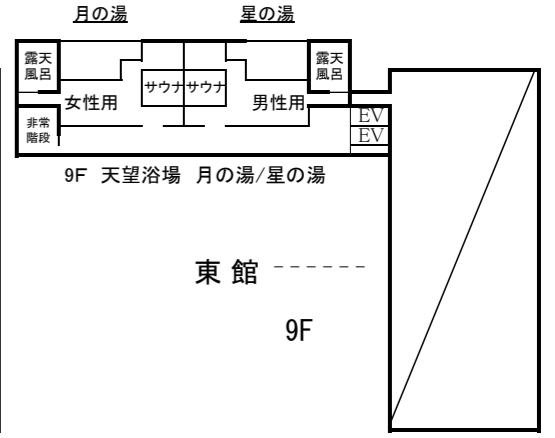 月の湯
星の湯
露天
風呂
露天
風呂
女性用
サウナ
サウナ
男性用
非常
階段
EV
EV
9F 天望浴場 月の湯/星の湯
東館
9F